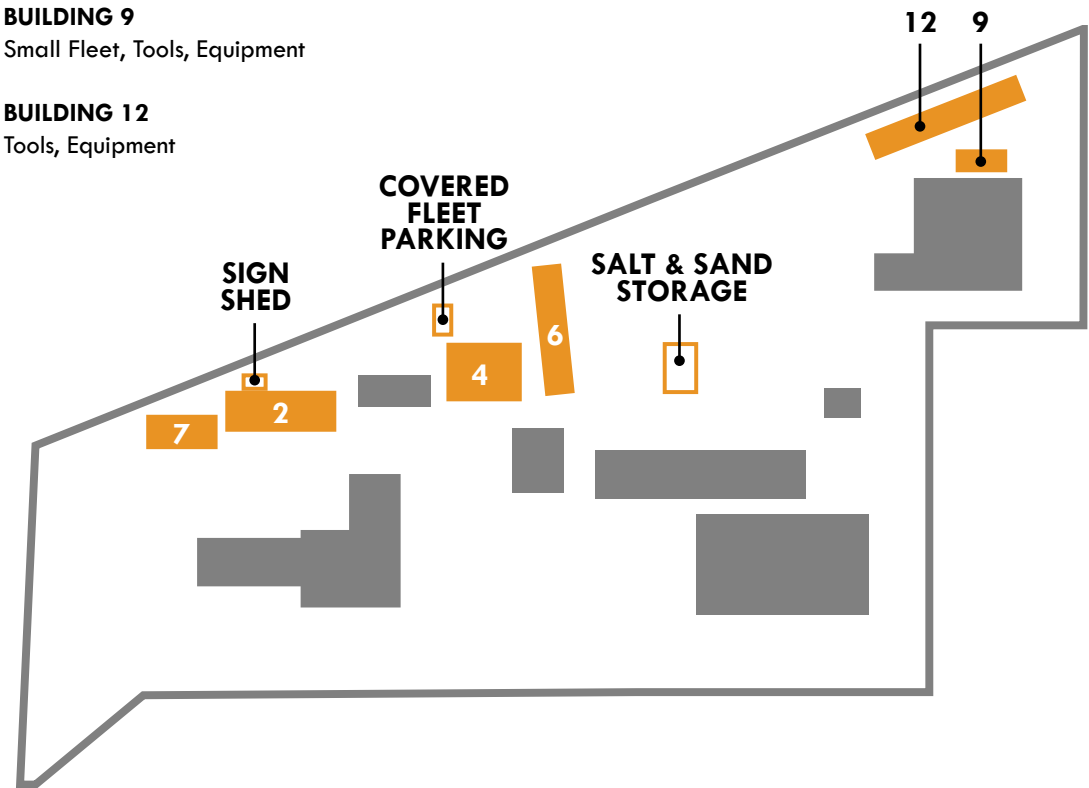 BUILDING 9
Small Fleet, Tools, Equipment
BUILDING 12
Tools, Equipment
12
9
COVERED
FLEET
PARKING
SIGN
SHED
SALT & SAND
STORAGE
6
4
2
7